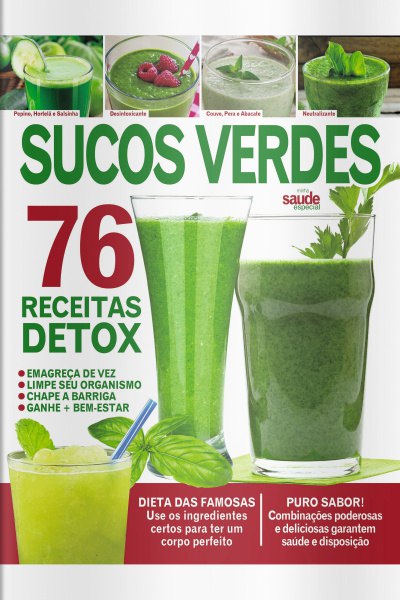 Pepino, Hortelã e Salsinha
Desintoxicante
Couve, Pera e Abacate
Neutralizante
SUCOS VERDES
minha
saúde
especial
76
RECEITAS
DETOX
• EMAGREÇA DE VEZ
• LIMPE SEU ORGANISMO
• CHAPE A BARRIGA
• GANHE + BEM-ESTAR
DIETA DAS FAMOSAS
Use os ingredientes
certos para ter um
corpo perfeito
PURO SABOR!
Combinações poderosas
e deliciosas garantem
saúde e disposição